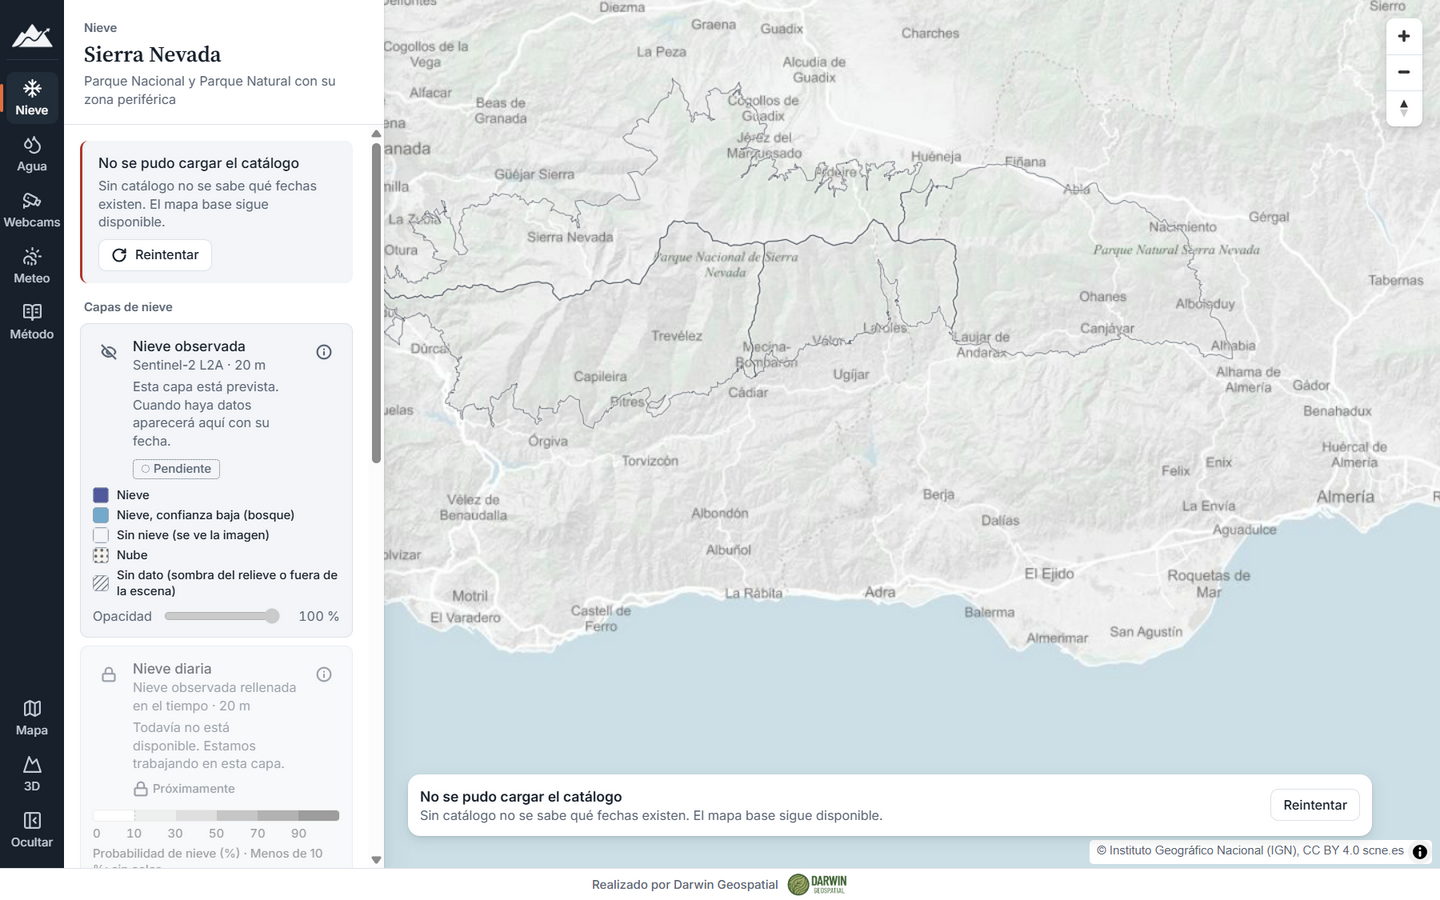 Nieve
Agua
Webcams
Meteo
Método
Mapa
3D
Ocultar
Nieve
Sierra Nevada
Parque Nacional y Parque Natural con su
zona periférica
No se pudo cargar el catálogo
Sin catálogo no se sabe qué fechas
existen. El mapa base sigue
disponible.
Reintentar
Capas de nieve
Nieve observada
Sentinel-2 L2A · 20 m
Esta capa está prevista.
Cuando haya datos
aparecerá aquí con su
fecha.
Pendiente
Nieve
Nieve, confianza baja (bosque)
Sin nieve (se ve la imagen)
Nube
Sin dato (sombra del relieve o fuera de
la escena)
Opacidad 100 %
Nieve diaria
Nieve observada rellenada
en el tiempo · 20 m
Todavía no está
disponible. Estamos
trabajando en esta capa.
Próximamente
0 10 30 50 70 90
Probabilidad de nieve (%) · Menos de 10
Diezma
Sierro
Graena
Guadix
Charches
Cogollos de la
Vega
La Peza
Alcudia de
Guadix
Alfacar
Beas de
Granada
Cogollos de
Guadix
Jérez del
Marquesado
Huéneja
Fiñana
Güéjar Sierra
Abla
La Zubia
Gérgal
Nacimiento
Otura
Sierra Nevada
Parque Nacional de Sierra
Nevada
Parque Natural Sierra Nevada
Tabernas
Ohanes
Alboloduy
Trevélez
Laroles
Canjáyar
Dúrcal
Mecina-
Bombarón
Válor
Laujar de
Andarax
Alhabia
Capileira
Ugíjar
Alhama de
Almería
Gádor
Pitres
Cádiar
Benahadux
Órgiva
Huércal de
Almería
Torvizcón
Felix
Enix
Vélez de
Benaudalla
Berja
Almería
Albondón
Dalías
La Envía
Aguadulce
Albuñol
El Ejido
Roquetas de
Mar
Motril
La Rábita
Adra
El Varadero
Castell de
Ferro
Balerma
Almerimar
San Agustín
No se pudo cargar el catálogo
Sin catálogo no se sabe qué fechas existen. El mapa base sigue disponible.
Reintentar
© Instituto Geográfico Nacional (IGN), CC BY 4.0 scne.es
Realizado por Darwin Geospatial
DARWIN
GEOSPATIAL